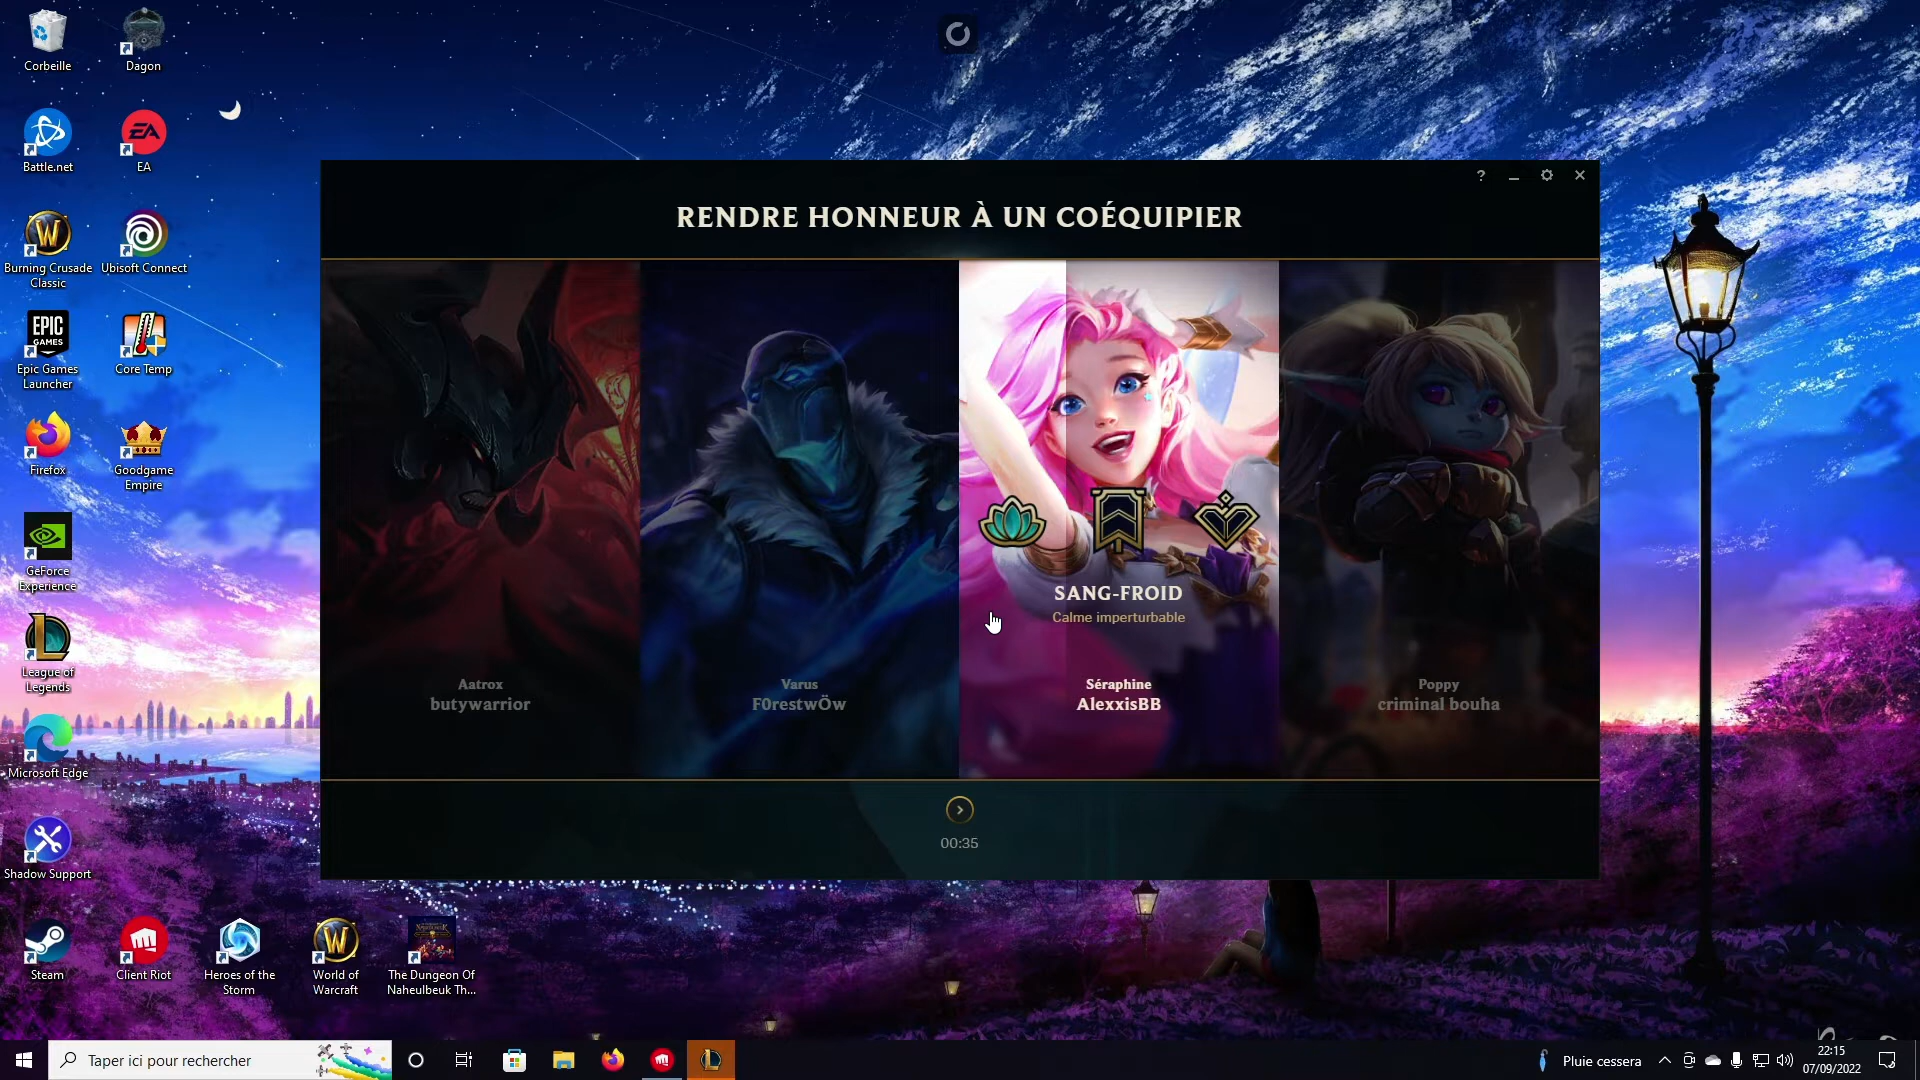 Corbeille
Dagon
Battle.net
EA
EA
W
Burning Crusade
Classic
Ubisoft Connect
EPIC
GAMES
Epic Games
Launcher
Core Temp
Firefox
Goodgame
Empire
GeForce
Experience
League of
Legends
Microsoft Edge
Shadow Support
Steam
Client Riot
Heroes of the
Storm
W
World of
Warcraft
The Dungeon Of
Naheulbeuk Th...
?
RENDRE HONNEUR À UN COÉQUIPIER
SANG-FROID
Calme imperturbable
Aatrox
butywarrior
Varus
F0restwÖw
Séraphine
AlexxisBB
Poppy
criminal bouha
00:35
Taper ici pour rechercher
Pluie cessera
22:15
07/09/2022